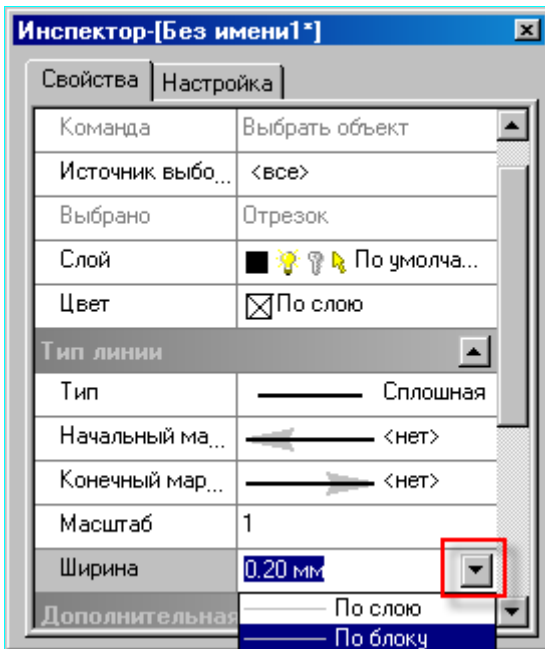 Инспектор-[Без имени1*]
Свойства Настройка
Команда Выбрать объект
Источник выбо... <все>
Выбрано Отрезок
Слой По умолча...
Цвет По слою
Тип линии
Тип Сплошная
Начальный ма... <нет>
Конечный мар... <нет>
Масштаб 1
Ширина 0.20 мм
Дополнительная По слою
По блоку